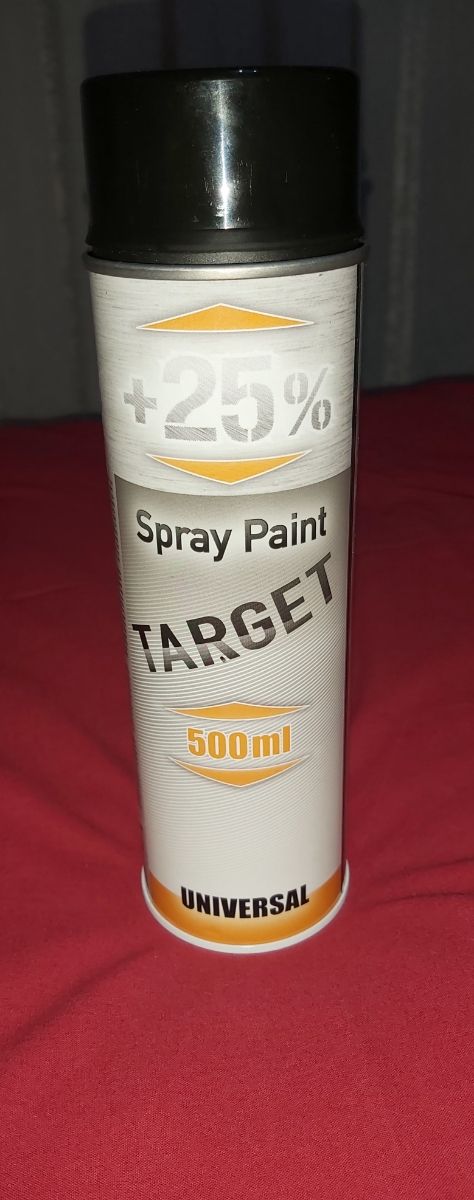 +25%
Spray Paint
TARGET
500ml
UNIVERSAL